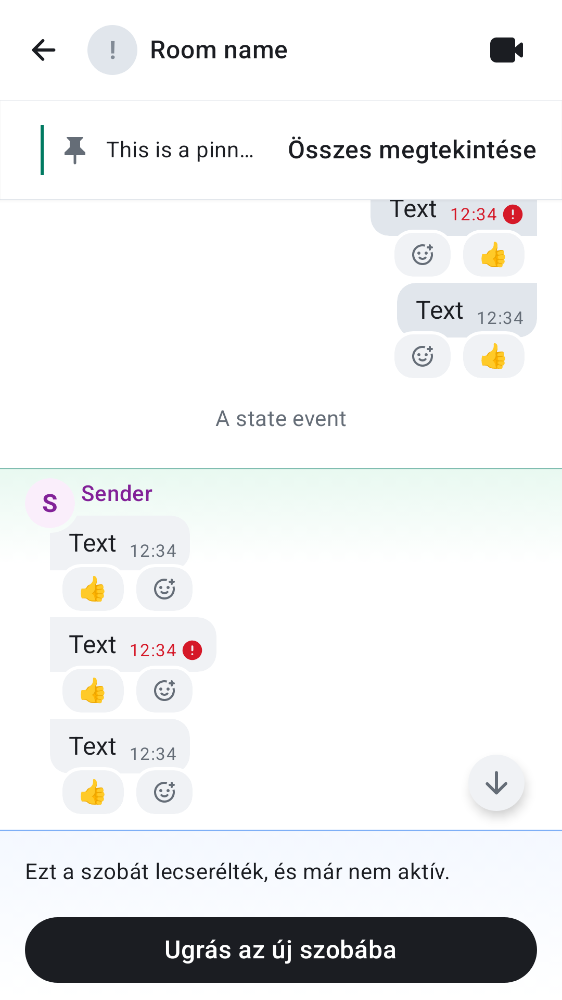 ! Room name
This is a pinn... Összes megtekintése
Text 12:34
👍
Text 12:34
👍
A state event
S Sender
Text 12:34
👍
Text 12:34
👍
Text 12:34
👍
Ezt a szobát lecserélték, és már nem aktív.
Ugrás az új szobába